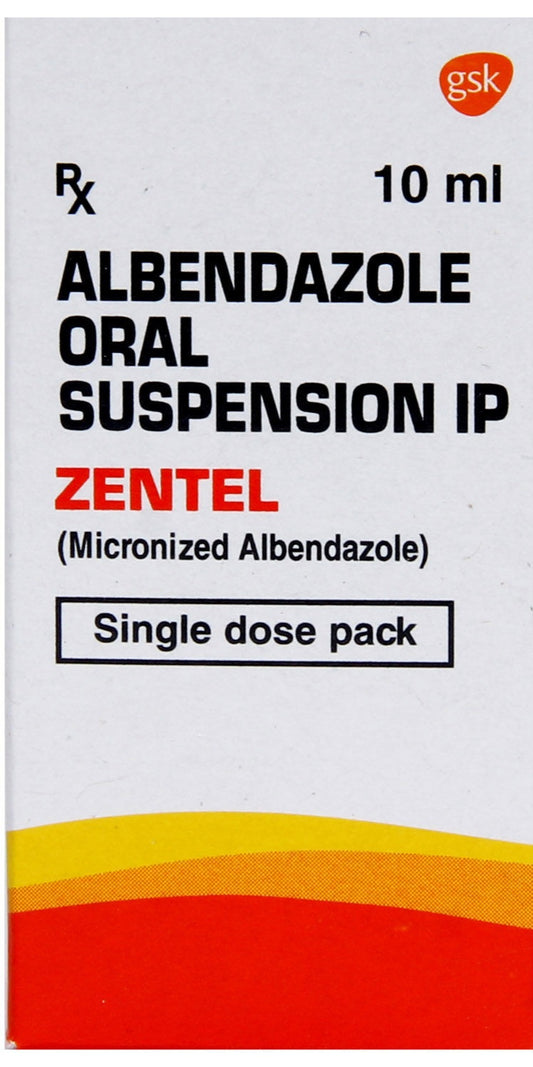 gsk
Rx 10 ml
ALBENDAZOLE
ORAL
SUSPENSION IP
ZENTEL
(Micronized Albendazole)
Single dose pack